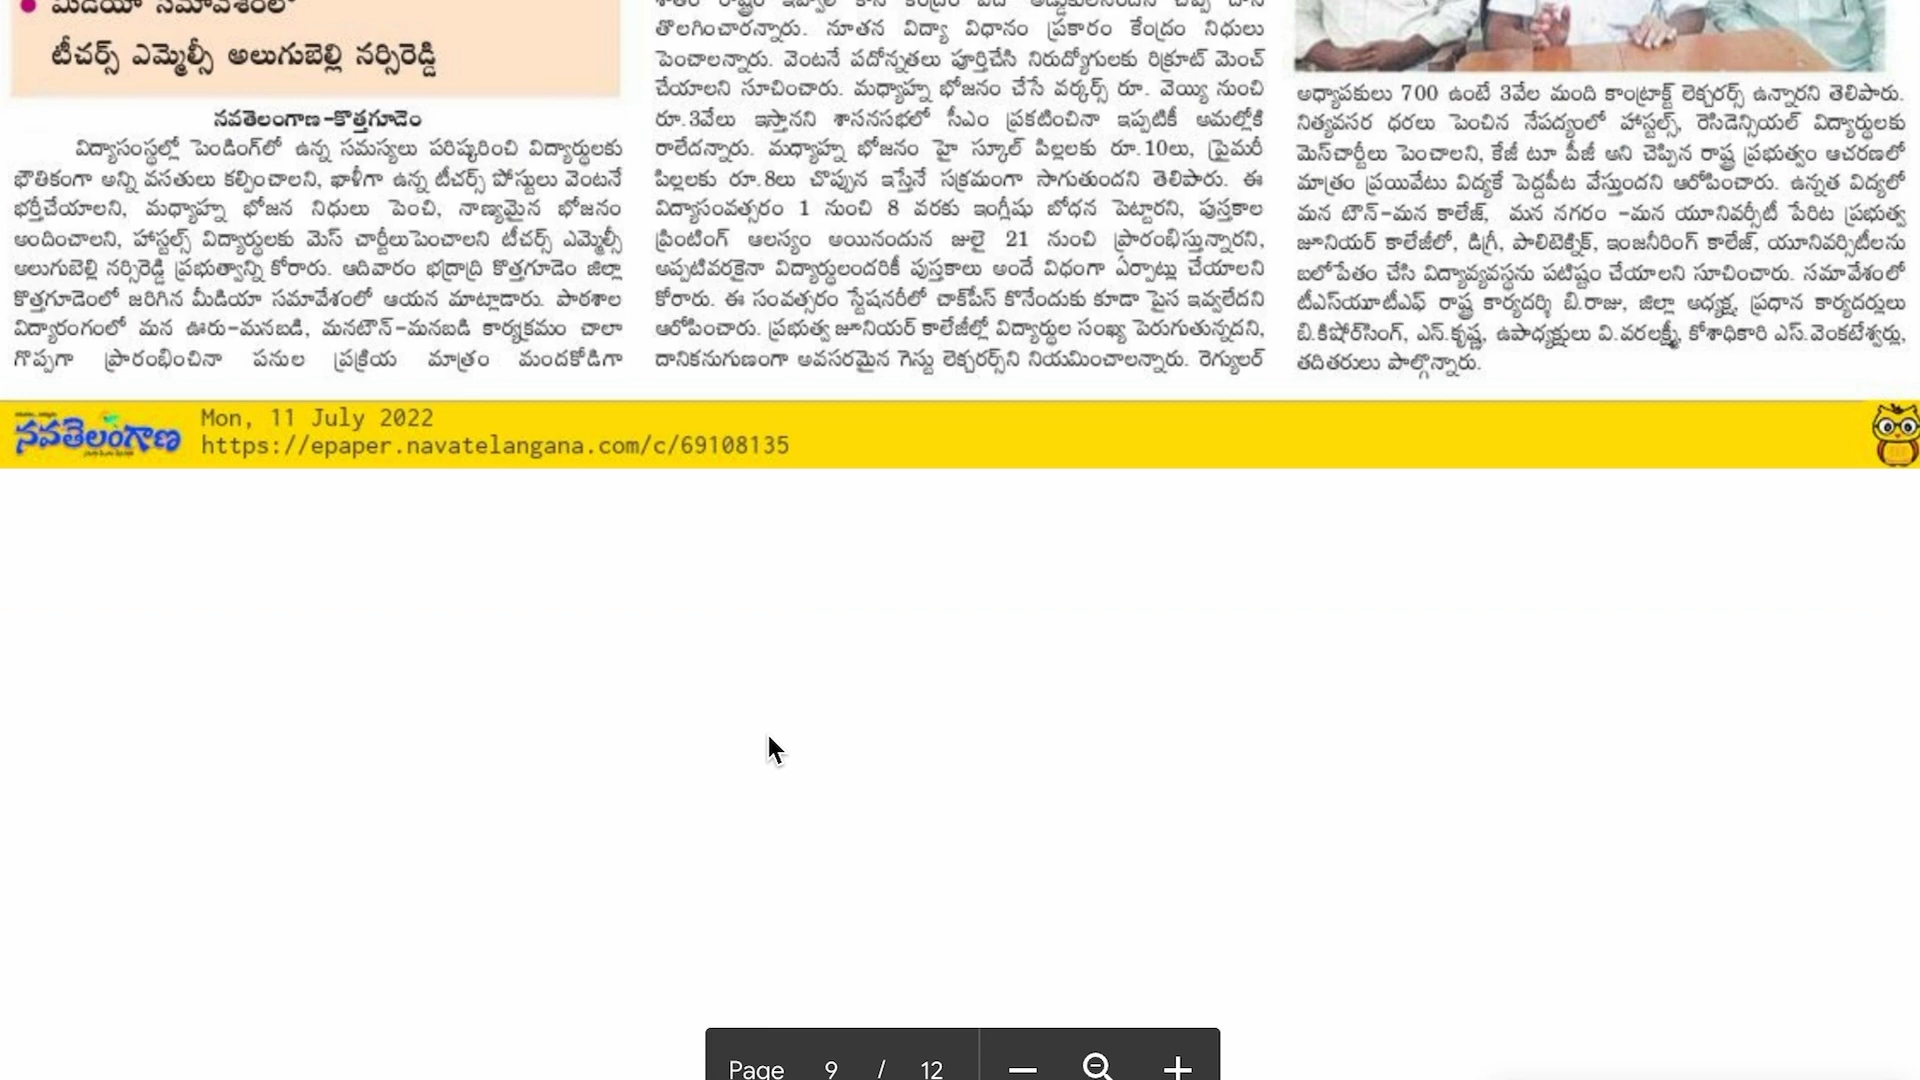 మీడియా సమావేశంలో
టీచర్స్ ఎమ్మెల్సీ అలుగుబెల్లి నర్సిరెడ్డి
నవతెలంగాణ-కొత్తగూడెం
విద్యాసంస్థల్లో పెండింగ్‌లో ఉన్న సమస్యలు పరిష్కరించి విద్యార్థులకు
భౌతికంగా అన్ని వసతులు కల్పించాలని, ఖాళీగా ఉన్న టీచర్స్ పోస్టులు వెంటనే
భర్తీచేయాలని, మధ్యాహ్న భోజన నిధులు పెంచి, నాణ్యమైన భోజనం
అందించాలని, హాస్టల్స్ విద్యార్థులకు మెస్ చార్టీలుపెంచాలని టీచర్స్ ఎమ్మెల్సీ
అలుగుబెల్లి నర్సిరెడ్డి ప్రభుత్వాన్ని కోరారు. ఆదివారం భద్రాద్రి కొత్తగూడెం జిల్లా
కొత్తగూడెంలో జరిగిన మీడియా సమావేశంలో ఆయన మాట్లాడారు. పాఠశాల
విద్యారంగంలో మన ఊరు-మనబడి, మనటౌన్-మనబడి కార్యక్రమం చాలా
గొప్పగా ప్రారంభించినా పనుల ప్రక్రియ మాత్రం మందకోడిగా
తొలగించారన్నారు. నూతన విద్యా విధానం ప్రకారం కేంద్రం నిధులు
పెంచాలన్నారు. వెంటనే పదోన్నతలు పూర్తిచేసి నిరుద్యోగులకు రిక్రూట్ మెంచ్
చేయాలని సూచించారు. మధ్యాహ్న భోజనం చేసే వర్కర్స్ రూ. వెయ్యి నుంచి
రూ.3వేలు ఇస్తానని శాసనసభలో సీఎం ప్రకటించినా ఇప్పటికీ అమల్లోకి
రాలేదన్నారు. మధ్యాహ్న భోజనం హై స్కూల్ పిల్లలకు రూ.10లు, ప్రైమరీ
పిల్లలకు రూ.8లు చొప్పున ఇస్తేనే సక్రమంగా సాగుతుందని తెలిపారు. ఈ
విద్యాసంవత్సరం 1 నుంచి 8 వరకు ఇంగ్లీషు బోధన పెట్టారని, పుస్తకాల
ప్రింటింగ్ ఆలస్యం అయినందున జులై 21 నుంచి ప్రారంభిస్తున్నారని,
అప్పటివరకైనా విద్యార్థులందరికీ పుస్తకాలు అందే విధంగా ఏర్పాట్లు చేయాలని
కోరారు. ఈ సంవత్సరం స్టేషనరీలో చాక్‌పీస్ కొనేందుకు కూడా పైస ఇవ్వలేదని
ఆరోపించారు. ప్రభుత్వ జూనియర్ కాలేజీల్లో విద్యార్థుల సంఖ్య పెరుగుతున్నదని,
దానికనుగుణంగా అవసరమైన గెస్టు లెక్చరర్స్‌ని నియమించాలన్నారు. రెగ్యులర్
అధ్యాపకులు 700 ఉంటే 3వేల మంది కాంట్రాక్ట్ లెక్చరర్స్ ఉన్నారని తెలిపారు.
నిత్యవసర ధరలు పెంచిన నేపద్యంలో హాస్టల్స్, రెసిడెన్సియల్ విద్యార్థులకు
మెస్‌చార్టీలు పెంచాలని, కేజీ టూ పీజీ అని చెప్పిన రాష్ట్ర ప్రభుత్వం ఆచరణలో
మాత్రం ప్రయివేటు విద్యకే పెద్దపీట వేస్తుందని ఆరోపించారు. ఉన్నత విద్యలో
మన టౌన్-మన కాలేజ్, మన నగరం -మన యూనివర్సిటీ పేరిట ప్రభుత్వ
జూనియర్ కాలేజీలో, డిగ్రీ, పాలిటెక్నిక్, ఇంజనీరింగ్ కాలేజ్, యూనివర్సిటీలను
బలోపేతం చేసి విద్యావ్యవస్థను పటిష్టం చేయాలని సూచించారు. సమావేశంలో
టీఎస్‌యూటీఎఫ్ రాష్ట్ర కార్యదర్శి బి.రాజు, జిల్లా అధ్యక్ష, ప్రధాన కార్యదర్శులు
బి.కిషోర్‌సింగ్, ఎన్.కృష్ణ, ఉపాధ్యక్షులు వి.వరలక్ష్మీ, కోశాధికారి ఎస్.వెంకటేశ్వర్లు,
తదితరులు పాల్గొన్నారు.
నవతెలంగాణ
Mon, 11 July 2022
https://epaper.navatelangana.com/c/69108135
Page 9 / 12